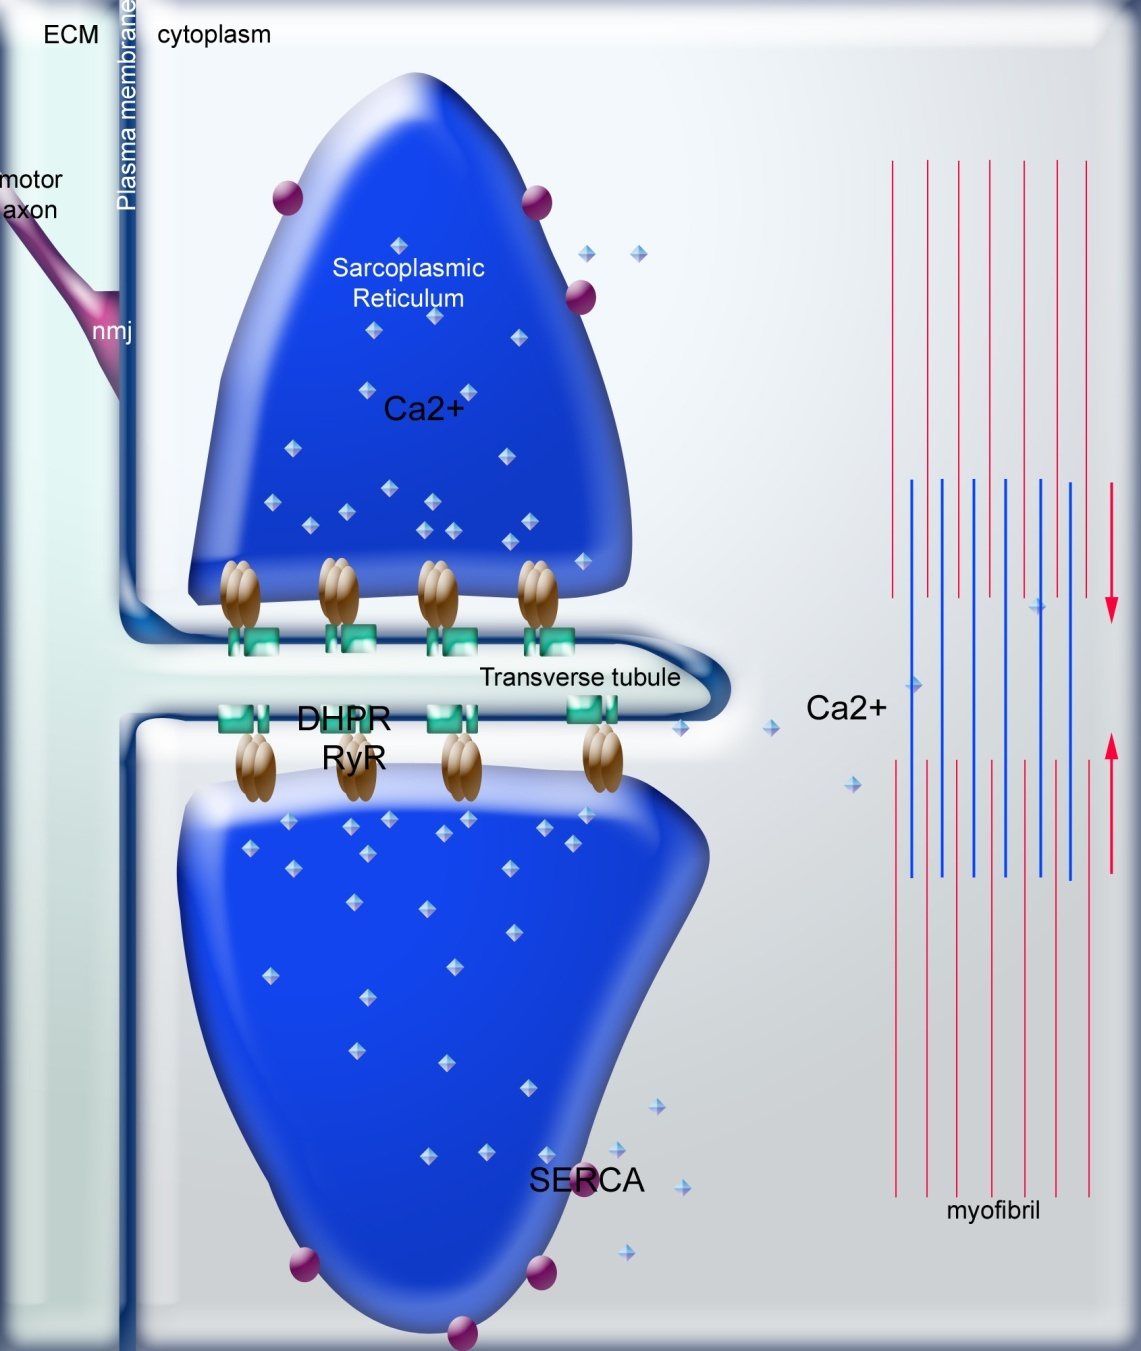 ECM
cytoplasm
Plasma membrane
motor
axon
nmj
Sarcoplasmic
Reticulum
Ca2+
Transverse tubule
DHPR
RyR
Ca2+
SERCA
myofibril